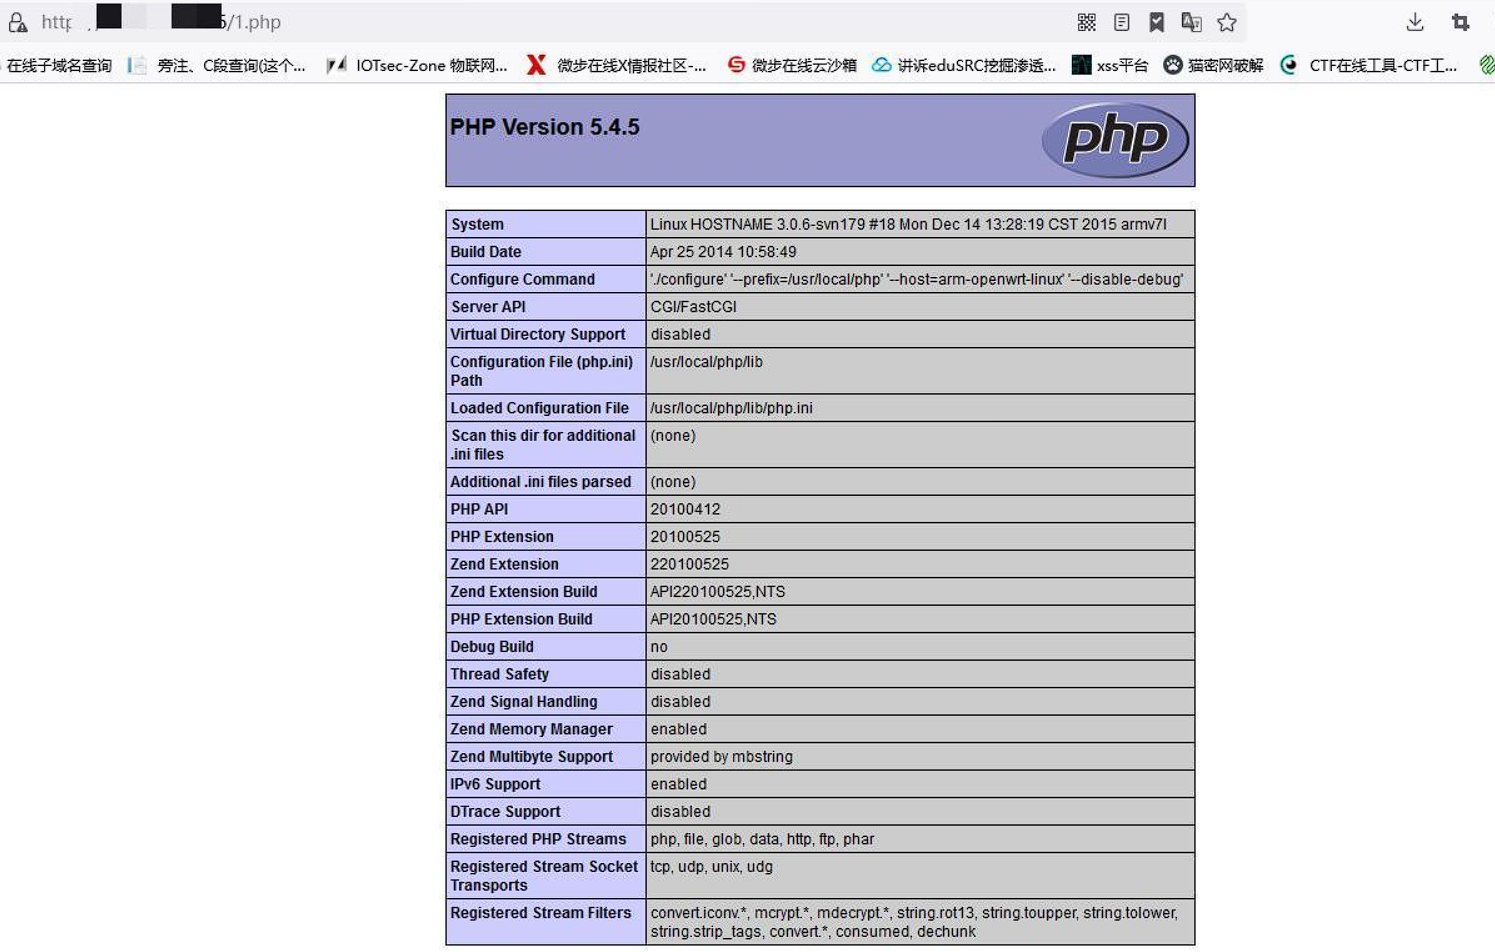 /1.php
在线子域名查询 旁注、C段查询(这个... IOTsec-Zone 物联网... 微步在线X情报社区-... 微步在线云沙箱 讲诉eduSRC挖掘渗透... xss平台 猫密网破解 CTF在线工具-CTF工...
PHP Version 5.4.5
php
System Linux HOSTNAME 3.0.6-svn179 #18 Mon Dec 14 13:28:19 CST 2015 armv7l
Build Date Apr 25 2014 10:58:49
Configure Command './configure' '--prefix=/usr/local/php' '--host=arm-openwrt-linux' '--disable-debug'
Server API CGI/FastCGI
Virtual Directory Support disabled
Configuration File (php.ini) /usr/local/php/lib
Path
Loaded Configuration File /usr/local/php/lib/php.ini
Scan this dir for additional (none)
.ini files
Additional .ini files parsed (none)
PHP API 20100412
PHP Extension 20100525
Zend Extension 220100525
Zend Extension Build API220100525,NTS
PHP Extension Build API20100525,NTS
Debug Build no
Thread Safety disabled
Zend Signal Handling disabled
Zend Memory Manager enabled
Zend Multibyte Support provided by mbstring
IPv6 Support enabled
DTrace Support disabled
Registered PHP Streams php, file, glob, data, http, ftp, phar
Registered Stream Socket tcp, udp, unix, udg
Transports
Registered Stream Filters convert.iconv.*, mcrypt.*, mdecrypt.*, string.rot13, string.toupper, string.tolower,
string.strip_tags, convert.*, consumed, dechunk